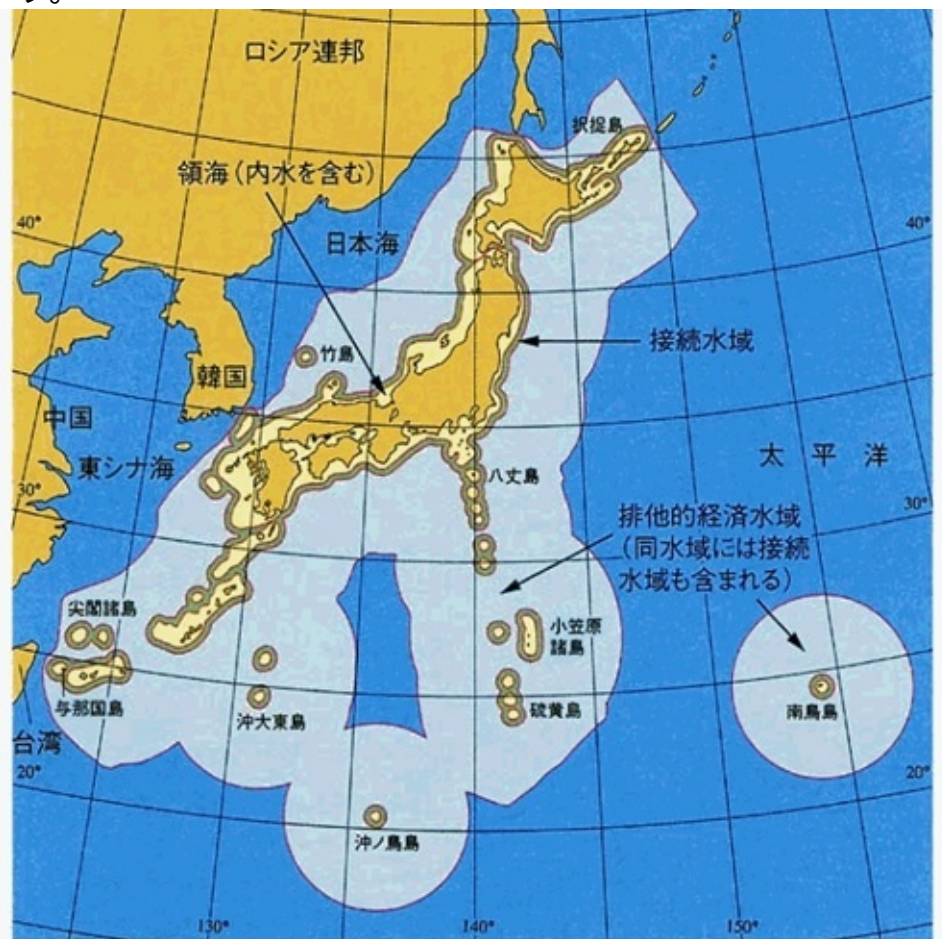 す。
ロシア連邦
択捉島
領海(内水を含む)
40°
40°
日本海
竹島
接続水域
韓国
中国
東シナ海
太平洋
八丈島
30°
30°
排他的経済水域
(同水域には接続
水域も含まれる)
尖閣諸島
小笠原
諸島
与那国島
沖大東島
硫黄島
南鳥島
台湾
20°
20°
沖ノ鳥島
130°
140°
150°